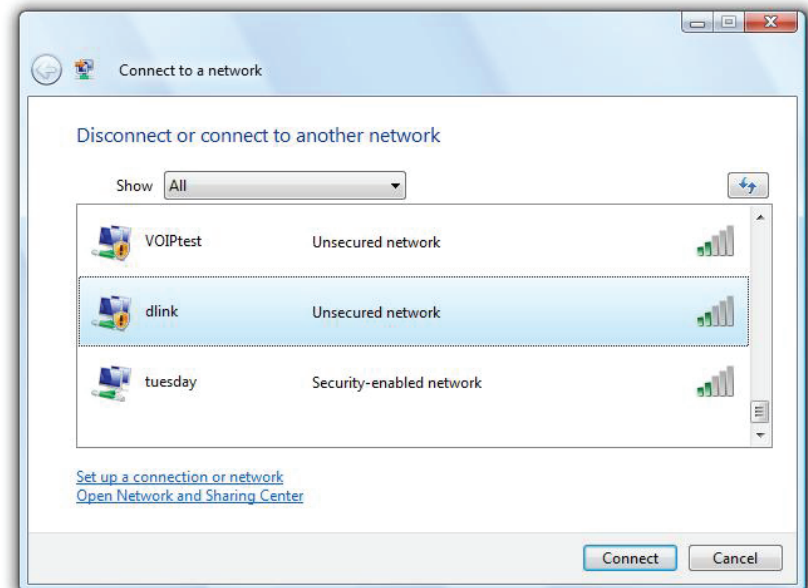 Connect to a network
Disconnect or connect to another network
Show All
VOIPtest Unsecured network
dlink Unsecured network
tuesday Security-enabled network
Set up a connection or network
Open Network and Sharing Center
Connect Cancel